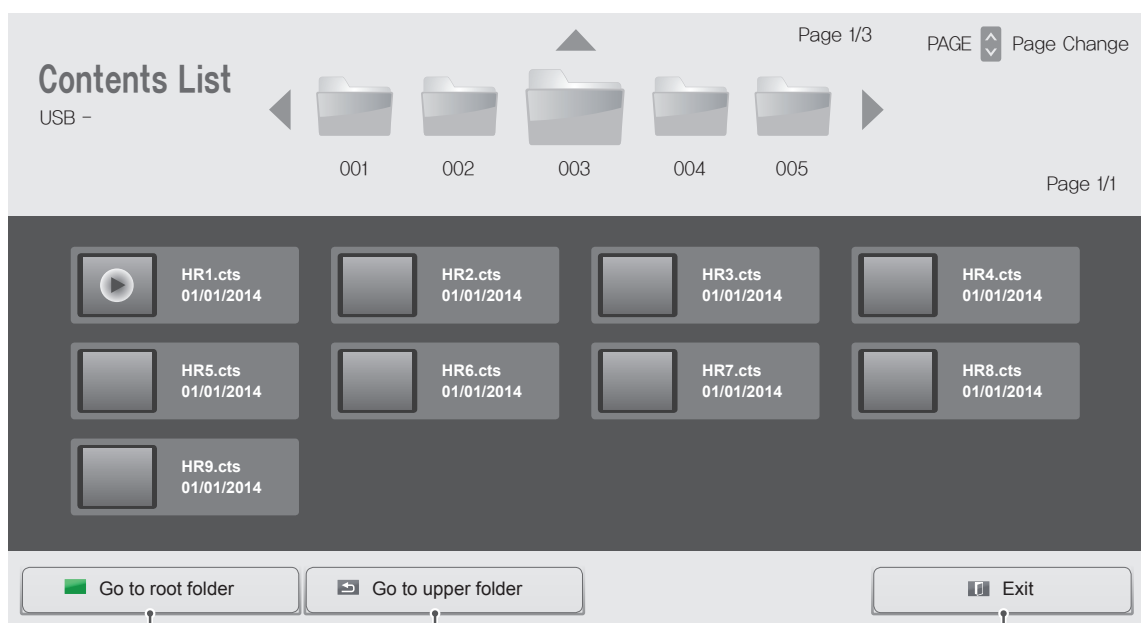 Page 1/3
PAGE Page Change
Contents List
USB -
001 002 003 004 005
Page 1/1
HR1.cts
01/01/2014
HR2.cts
01/01/2014
HR3.cts
01/01/2014
HR4.cts
01/01/2014
HR5.cts
01/01/2014
HR6.cts
01/01/2014
HR7.cts
01/01/2014
HR8.cts
01/01/2014
HR9.cts
01/01/2014
Go to root folder
Go to upper folder
Exit